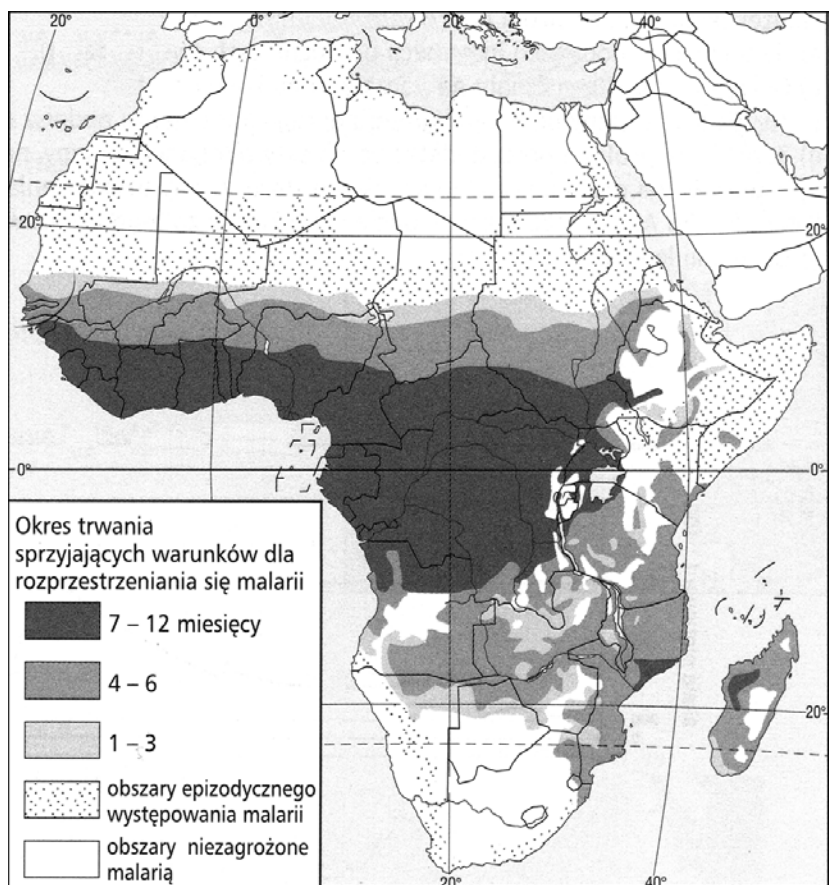 20° 0° 20° 40°
20° 20°
0° 0°
Okres trwania
sprzyjających warunków dla
rozprzestrzeniania się malarii
7 – 12 miesięcy
4 – 6
1 – 3
obszary epizodycznego
występowania malarii
obszary niezagrożone
malarią
20°
20° 40°